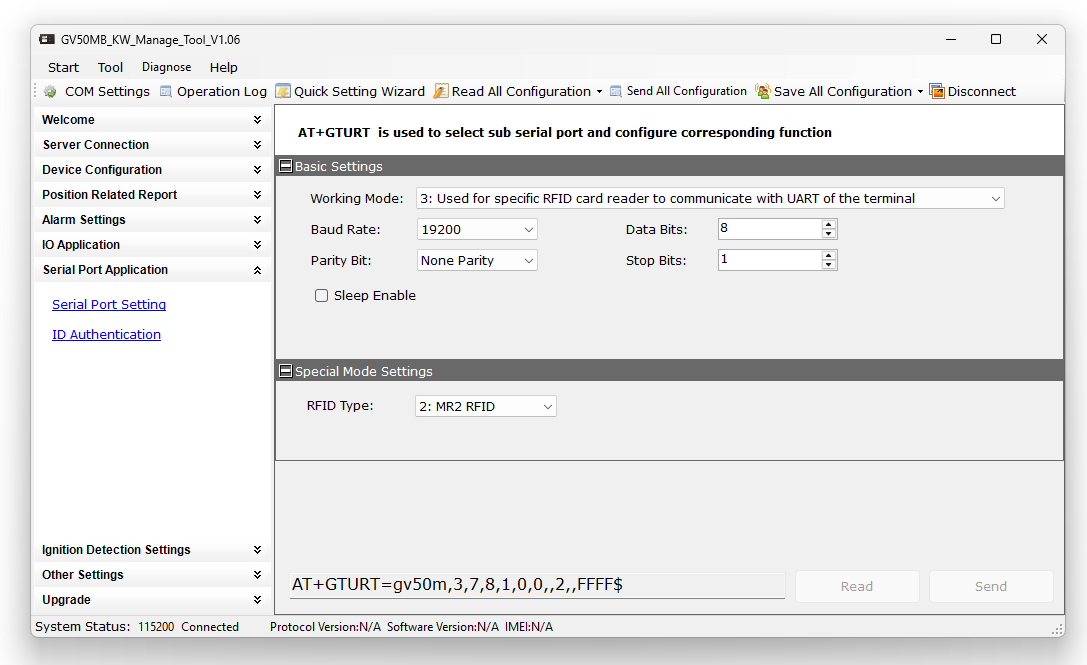 GV50MB_KW_Manage_Tool_V1.06
Start Tool Diagnose Help
COM Settings Operation Log Quick Setting Wizard Read All Configuration Send All Configuration Save All Configuration Disconnect
Welcome
Server Connection
Device Configuration
Position Related Report
Alarm Settings
IO Application
Serial Port Application
Serial Port Setting
ID Authentication
Ignition Detection Settings
Other Settings
Upgrade
AT+GTURT is used to select sub serial port and configure corresponding function
Basic Settings
Working Mode: 3: Used for specific RFID card reader to communicate with UART of the terminal
Baud Rate: 19200 Data Bits: 8
Parity Bit: None Parity Stop Bits: 1
Sleep Enable
Special Mode Settings
RFID Type: 2: MR2 RFID
AT+GTURT=gv50m,3,7,8,1,0,0,,2,,FFFF$ Read Send
System Status: 115200 Connected Protocol Version:N/A Software Version:N/A IMEI:N/A